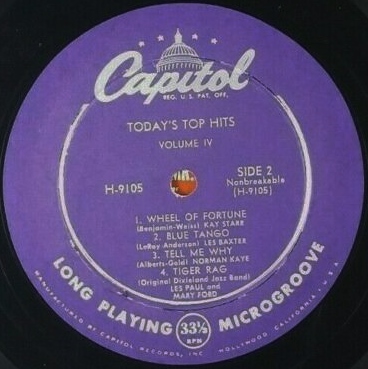 Capitol
REG. U.S. PAT. OFF.
TODAY'S TOP HITS
VOLUME IV
H-9105
SIDE 2
Nonbreakable
(H-9105)
1. WHEEL OF FORTUNE
(Benjamin-Weiss) KAY STARR
2. BLUE TANGO
(LeRoy Anderson) LES BAXTER
3. TELL ME WHY
(Alberts-Gold) NORMAN KAYE
4. TIGER RAG
(Original Dixieland Jazz Band)
LES PAUL and
MARY FORD
LONG PLAYING 33⅓ MICROGROOVE
RPM
MANUFACTURED BY CAPITOL RECORDS, INC. HOLLYWOOD, CALIFORNIA, U.S.A.